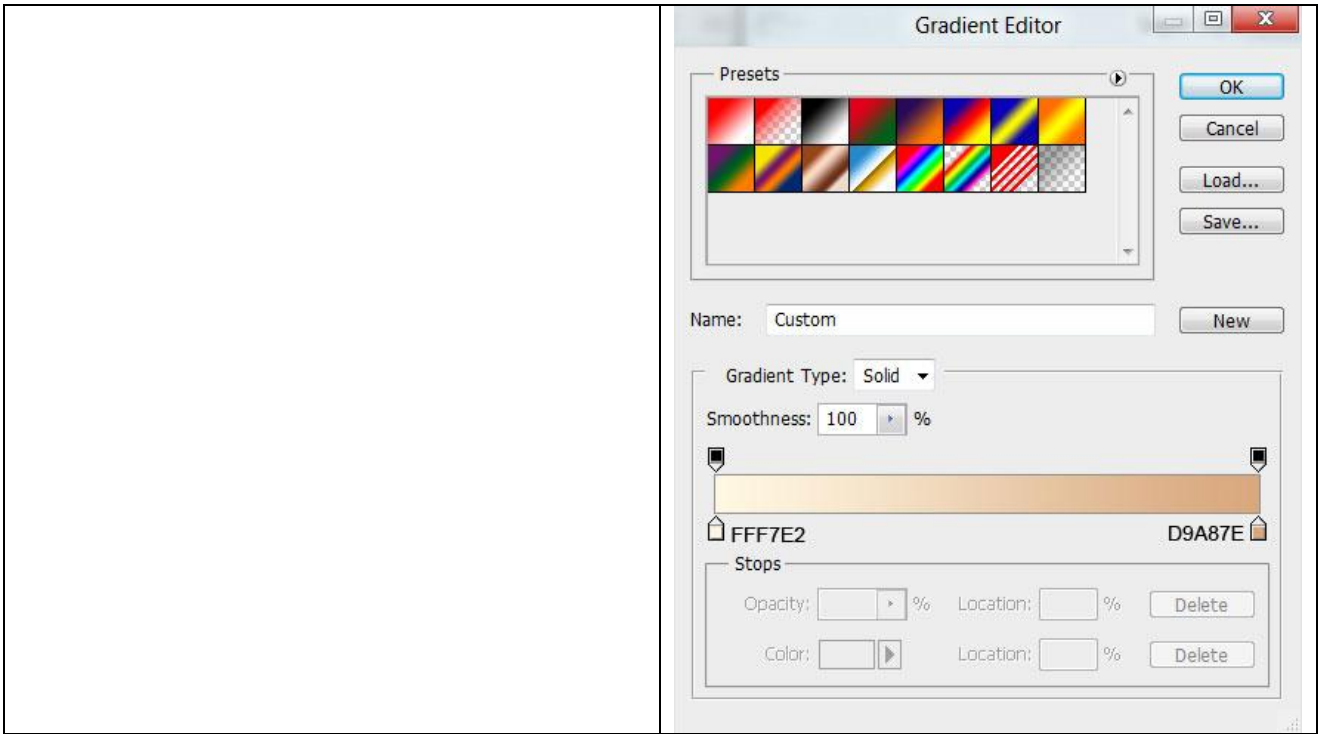 Gradient Editor
Presets
OK
Cancel
Load...
Save...
Name: Custom New
Gradient Type: Solid
Smoothness: 100 %
FFF7E2 D9A87E
Stops
Opacity: % Location: % Delete
Color: Location: % Delete